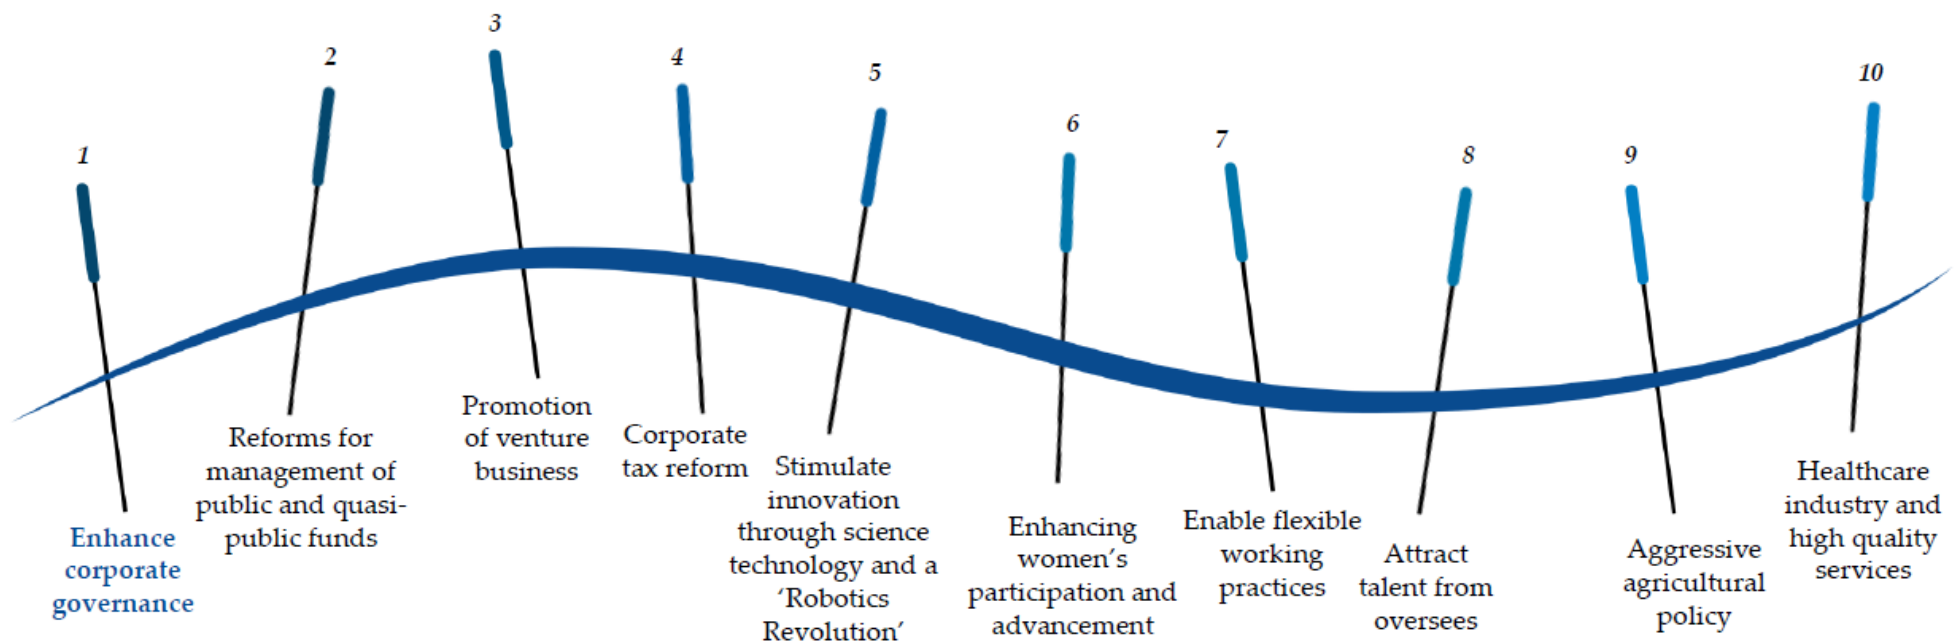 1
Enhance
corporate
governance
2
Reforms for
management of
public and quasi-
public funds
3
Promotion
of venture
business
4
Corporate
tax reform
5
Stimulate
innovation
through science
technology and a
‘Robotics
Revolution’
6
Enhancing
women’s
participation and
advancement
7
Enable flexible
working
practices
8
Attract
talent from
oversees
9
Aggressive
agricultural
policy
10
Healthcare
industry and
high quality
services